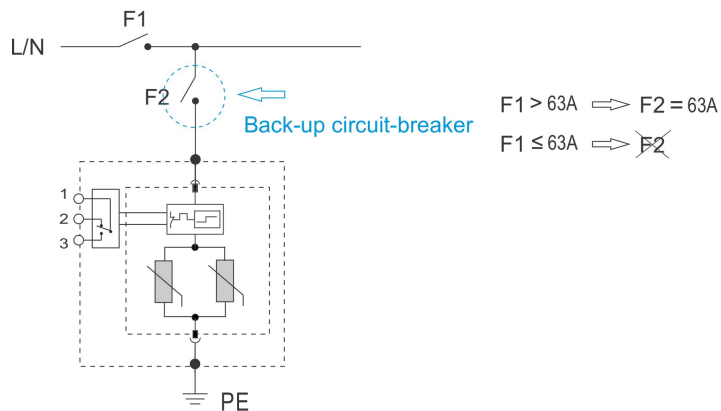 F1
L/N
F2
Back-up circuit-breaker
F1 > 63A ⇨ F2 = 63A
F1 ≤ 63A ⇨ F2
1
2
3
PE